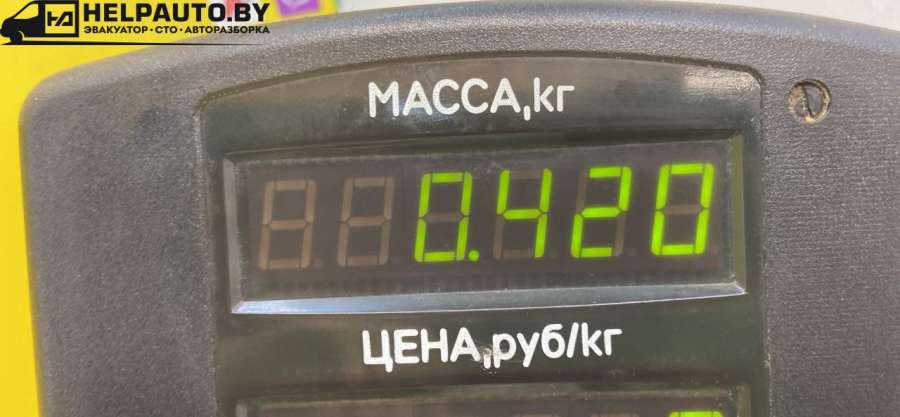 HELPAUTO.BY
ЭВАКУАТОР • СТО • АВТОРАЗБОРКА
МАССА,кг
0.420
ЦЕНА,руб/кг